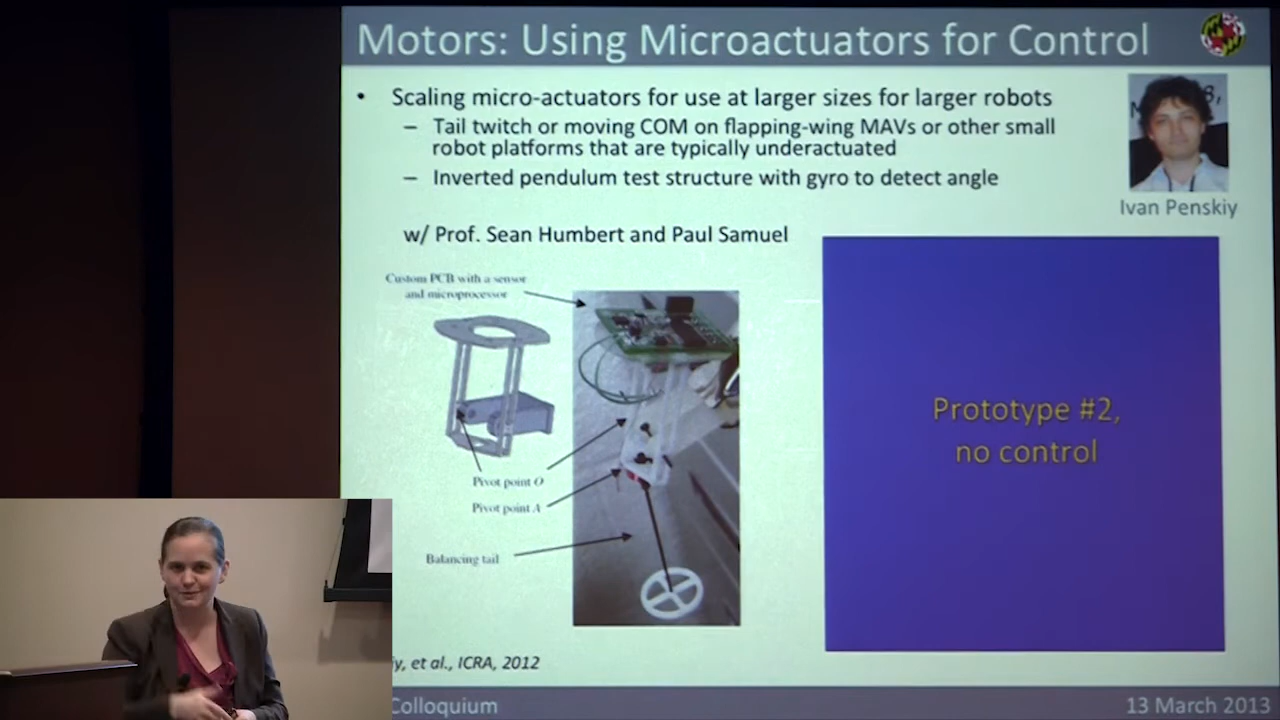 Motors: Using Microactuators for Control
• Scaling micro-actuators for use at larger sizes for larger robots
– Tail twitch or moving COM on flapping-wing MAVs or other small
robot platforms that are typically underactuated
– Inverted pendulum test structure with gyro to detect angle
Ivan Penskiy
w/ Prof. Sean Humbert and Paul Samuel
Custom PCB with a sensor
and microprocessor
Prototype #2,
no control
Pivot point O
Pivot point A
Balancing tail
iy, et al., ICRA, 2012
Colloquium
13 March 2013